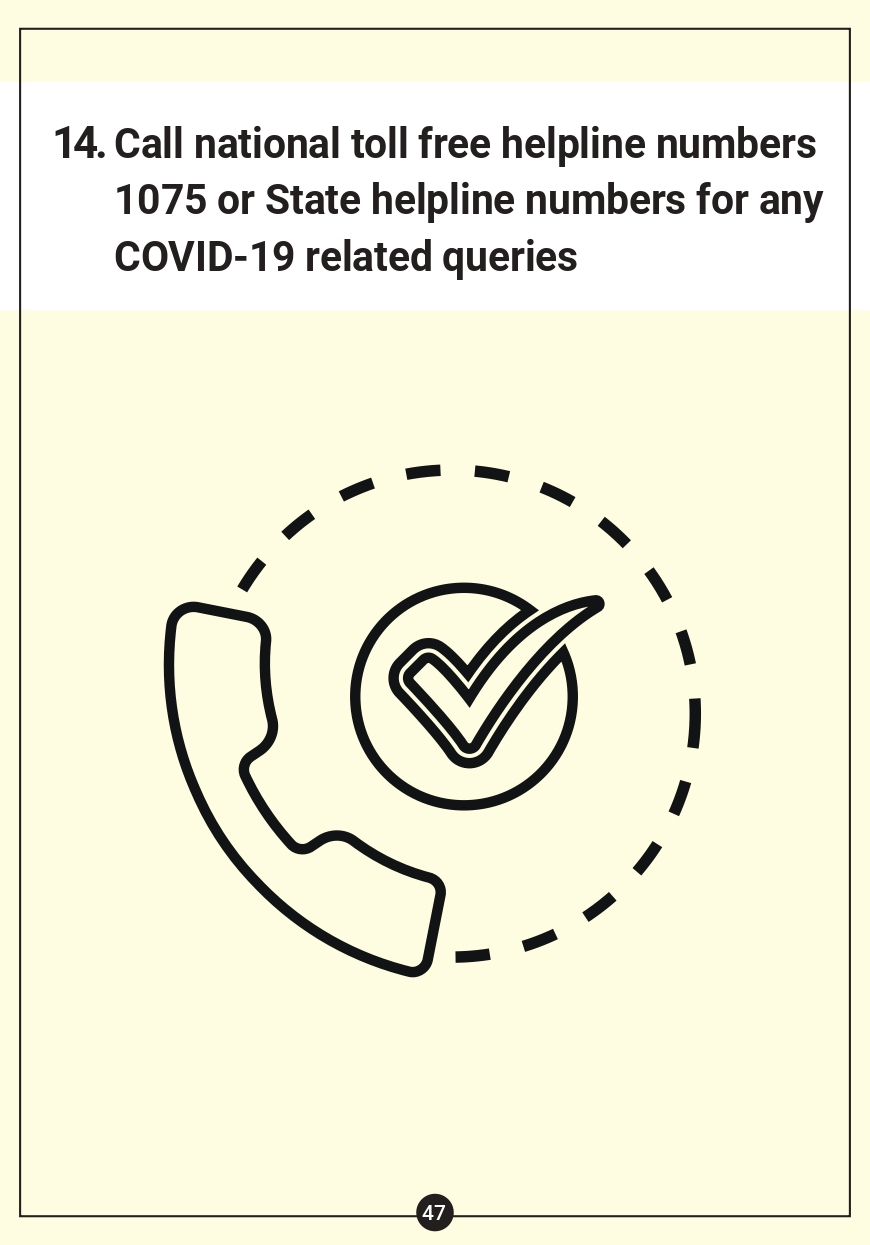 14. Call national toll free helpline numbers
1075 or State helpline numbers for any
COVID-19 related queries
47